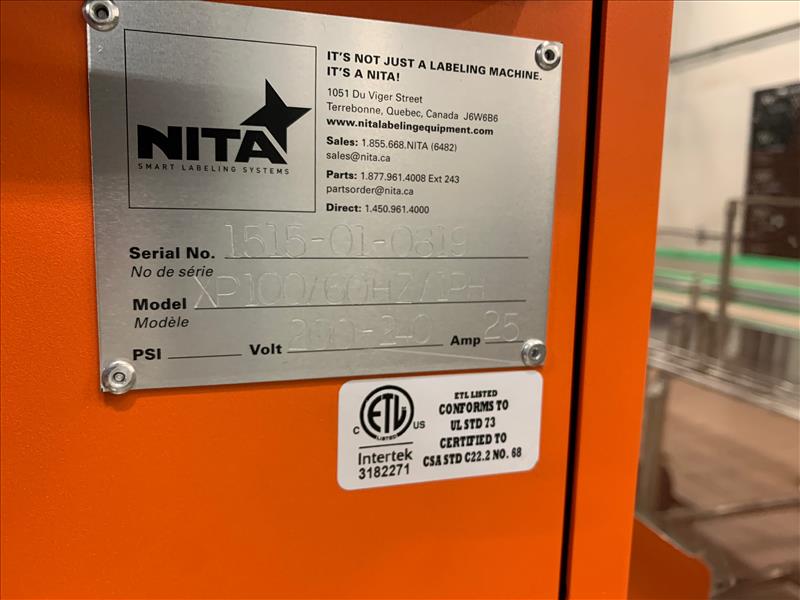 NITA
SMART LABELING SYSTEMS
IT'S NOT JUST A LABELING MACHINE.
IT'S A NITA!
1051 Du Viger Street
Terrebonne, Quebec, Canada J6W6B6
www.nitalabelingequipment.com
Sales: 1.855.668.NITA (6482)
sales@nita.ca
Parts: 1.877.961.4008 Ext 243
partsorder@nita.ca
Direct: 1.450.961.4000
Serial No. 1515-01-0819
No de série
Model XP100/60HZ/1PH
Modèle
PSI Volt 200-240 Amp 25
C ETL US
LISTED
Intertek
3182271
ETL LISTED
CONFORMS TO
UL STD 73
CERTIFIED TO
CSA STD C22.2 NO. 68